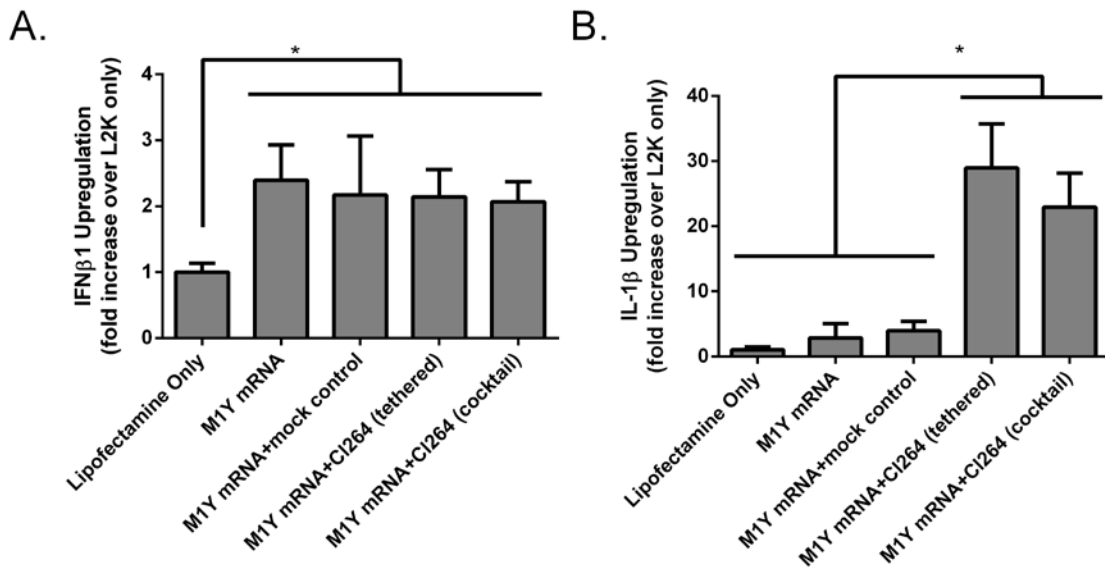 A.
*
IFNβ1 Upregulation
(fold increase over L2K only)
4
3
2
1
0
Lipofectamine Only
M1Y mRNA
M1Y mRNA+mock control
M1Y mRNA+CI264 (tethered)
M1Y mRNA+CI264 (cocktail)
B.
*
IL-1β Upregulation
(fold increase over L2K only)
40
30
20
10
0
Lipofectamine Only
M1Y mRNA
M1Y mRNA+mock control
M1Y mRNA+CI264 (tethered)
M1Y mRNA+CI264 (cocktail)